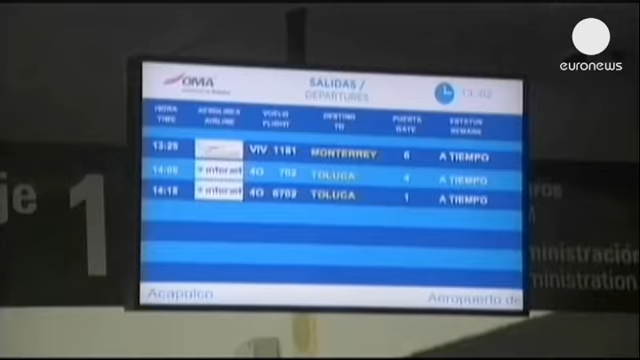 euronews
OMA
SALIDAS /
DEPARTURES
13:02
HORA AEROLINEA VUELO DESTINO PUERTA ESTATUS
TIME AIRLINE FLIGHT TO GATE REMARK
13:25 VIV 1181 MONTERREY 6 A TIEMPO
14:05 interjet 4O 702 TOLUCA 4 A TIEMPO
14:15 interjet 4O 6702 TOLUCA 1 A TIEMPO
Acapulco Aeropuerto de
je 1
ministración
ministration